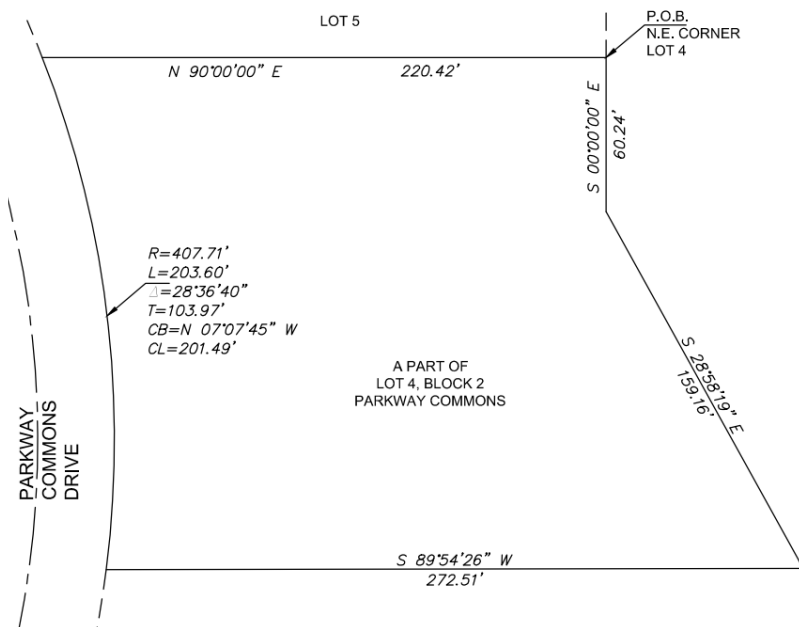 LOT 5
P.O.B.
N.E. CORNER
LOT 4
N 90°00'00" E 220.42'
S 00°00'00" E
60.24'
R=407.71'
L=203.60'
Δ=28°36'40"
T=103.97'
CB=N 07°07'45" W
CL=201.49'
A PART OF
LOT 4, BLOCK 2
PARKWAY COMMONS
S 28°58'19" E
159.16'
PARKWAY
COMMONS
DRIVE
S 89°54'26" W
272.51'